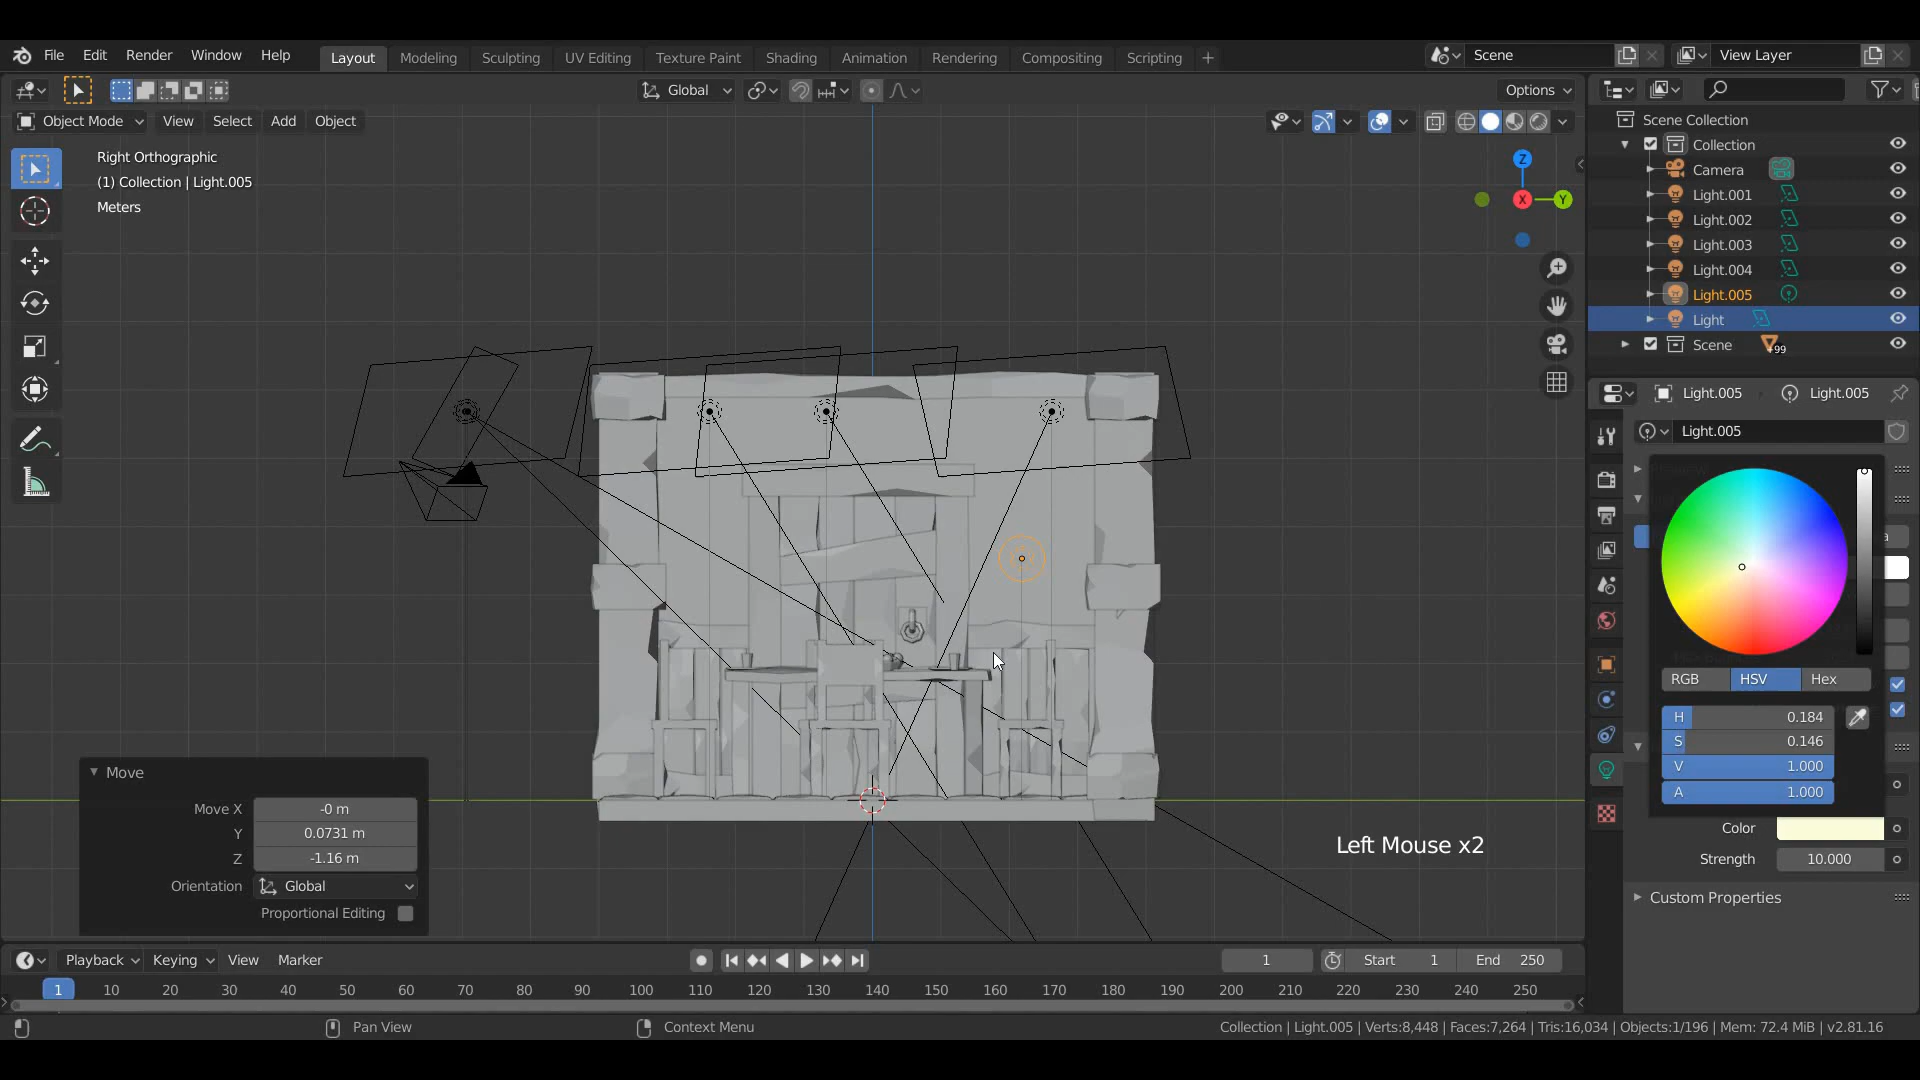 File Edit Render Window Help Layout Modeling Sculpting UV Editing Texture Paint Shading Animation Rendering Compositing Scripting + Scene View Layer
Global Options
Object Mode View Select Add Object
Right Orthographic
(1) Collection | Light.005
Meters
Z
X Y
Scene Collection
Collection
Camera
Light.001
Light.002
Light.003
Light.004
Light.005
Light
Scene 99
Light.005 Light.005
Light.005
a
RGB HSV Hex
H 0.184
S 0.146
V 1.000
A 1.000
Color
Strength 10.000
Custom Properties
Move
Move X -0 m
Y 0.0731 m
Z -1.16 m
Orientation Global
Proportional Editing
Left Mouse x2
Playback Keying View Marker 1 Start 1 End 250
1 10 20 30 40 50 60 70 80 90 100 110 120 130 140 150 160 170 180 190 200 210 220 230 240 250
Pan View Context Menu Collection | Light.005 | Verts:8,448 | Faces:7,264 | Tris:16,034 | Objects:1/196 | Mem: 72.4 MiB | v2.81.16